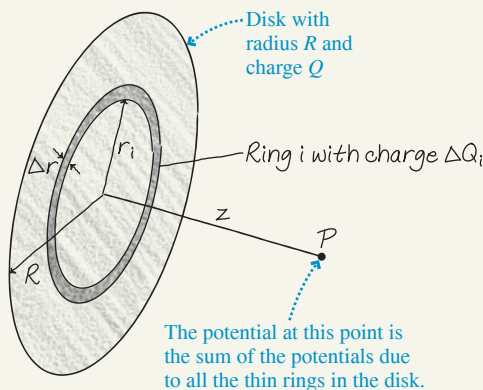 Disk with
radius R and
charge Q
Δr
rᵢ
Ring i with charge ΔQᵢ
z
P
R
The potential at this point is
the sum of the potentials due
to all the thin rings in the disk.